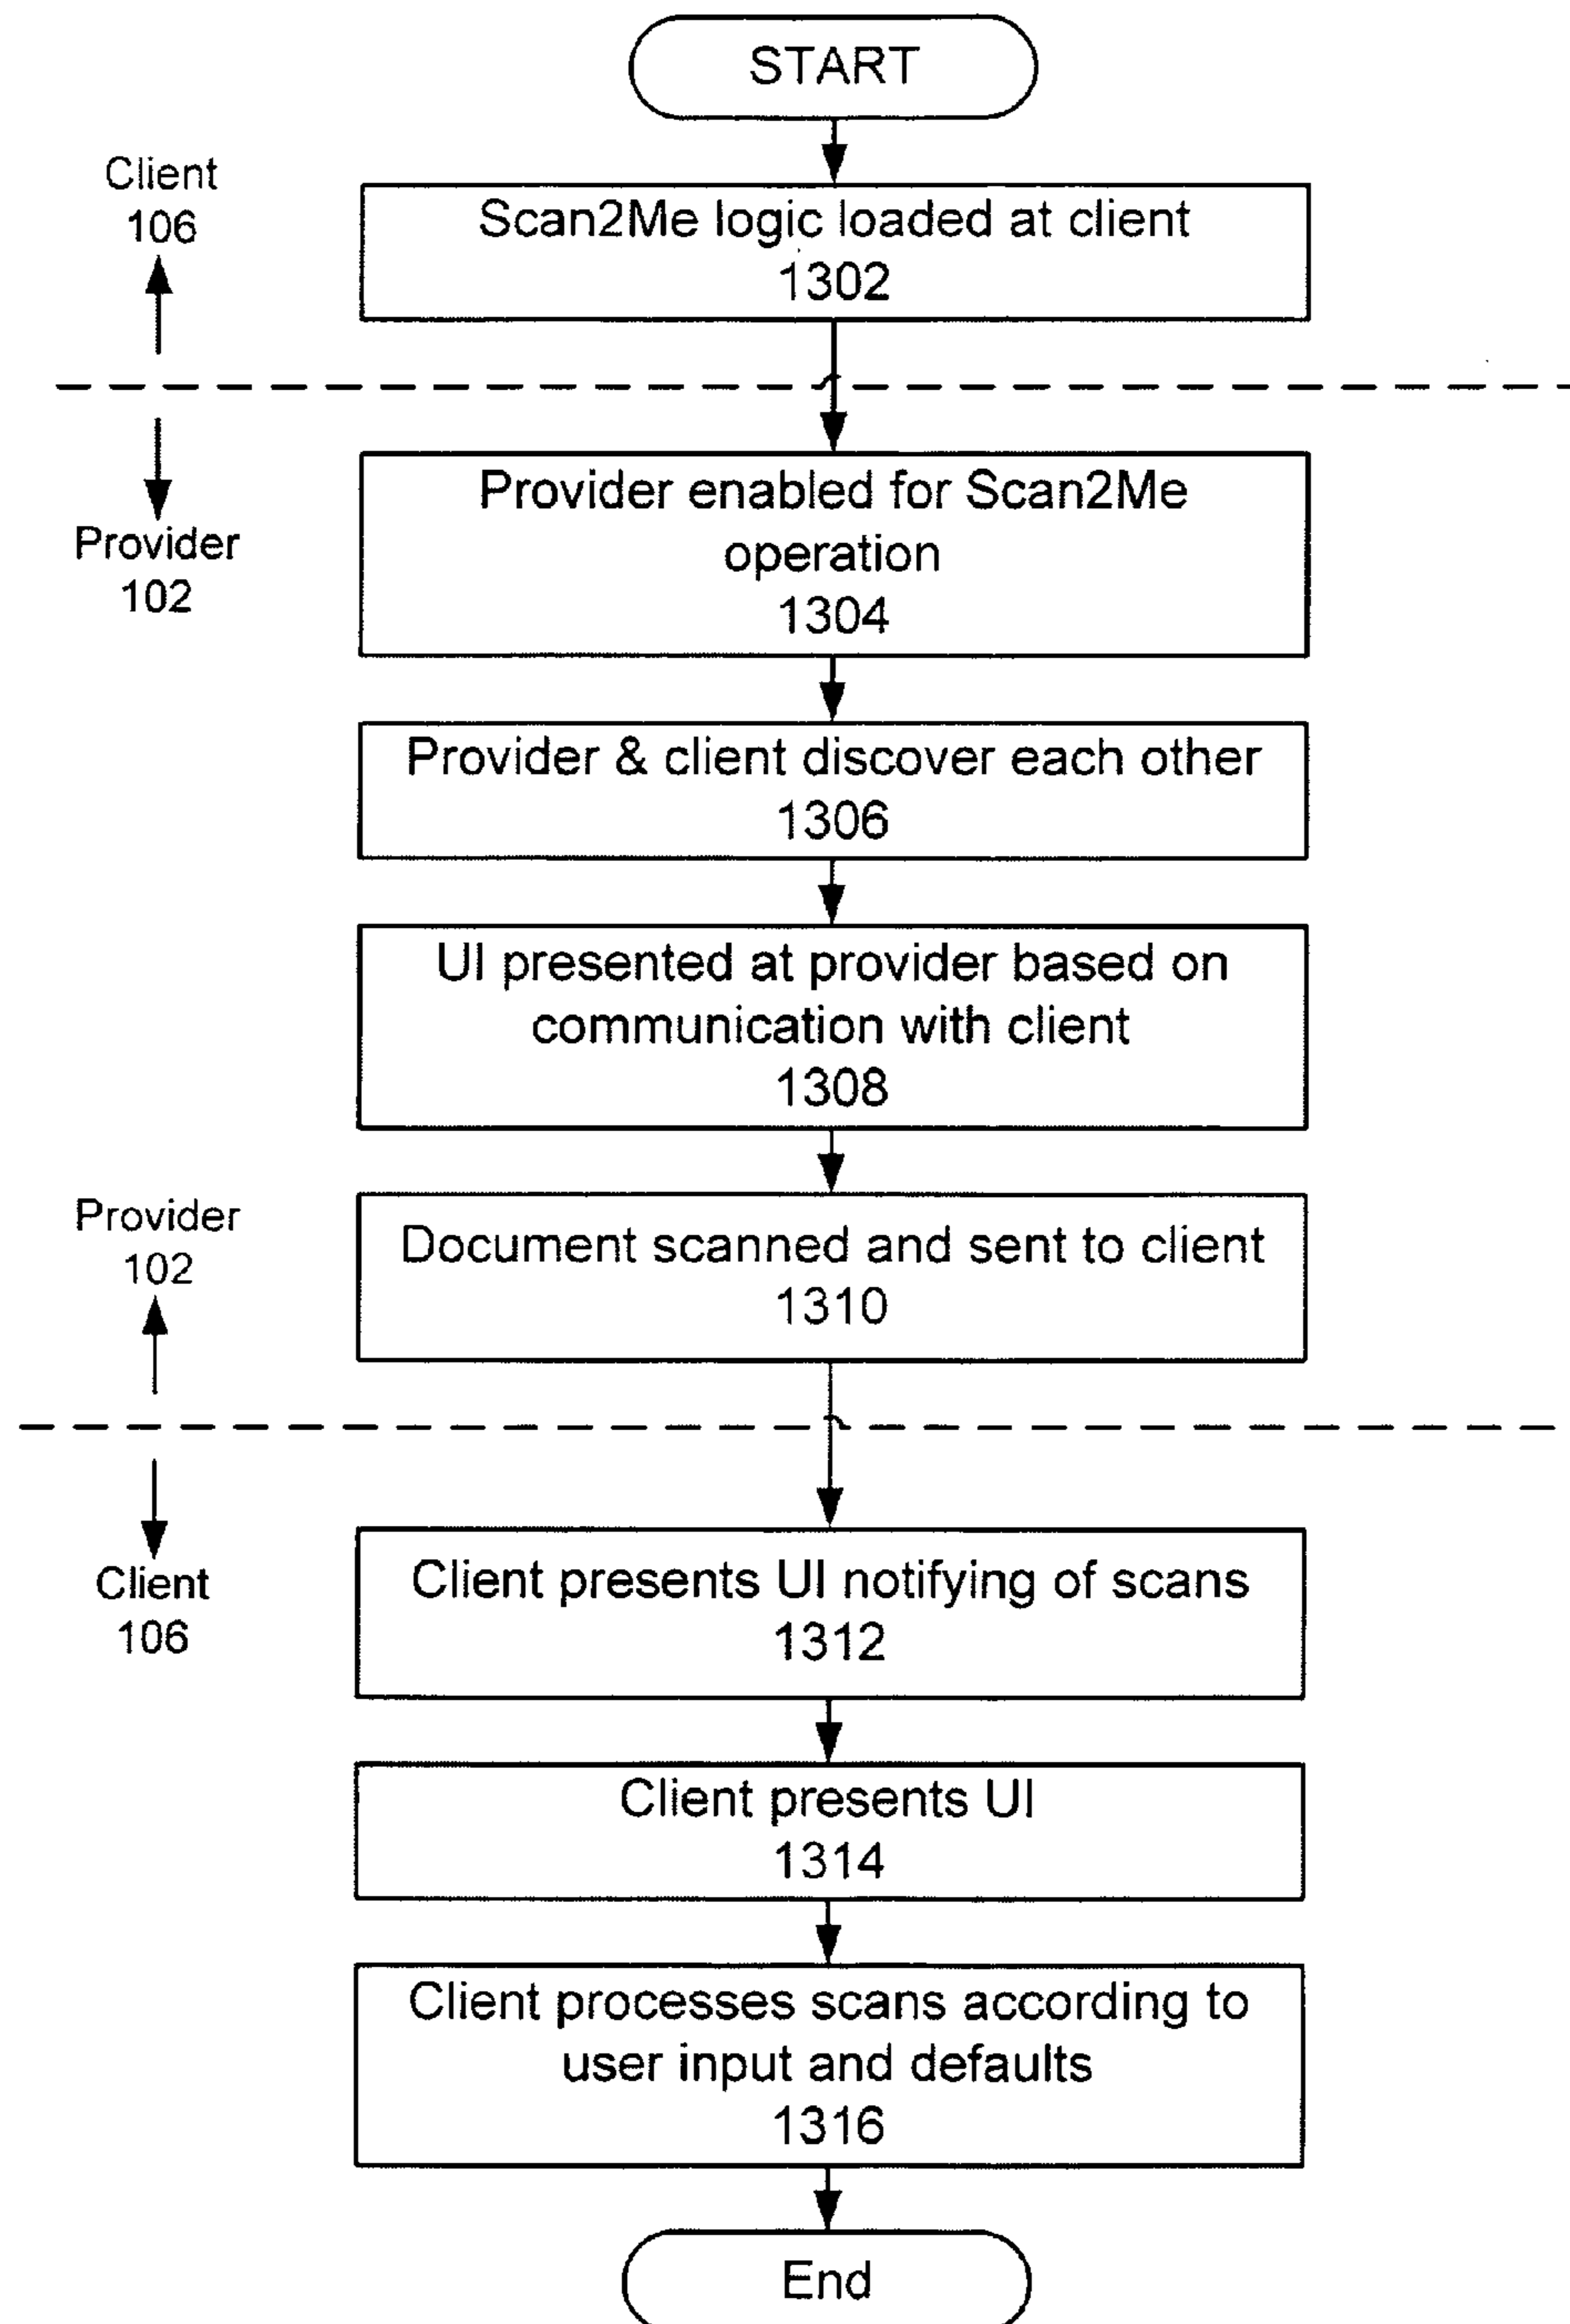 START
Client
106
Scan2Me logic loaded at client
1302
Provider
102
Provider enabled for Scan2Me
operation
1304
Provider & client discover each other
1306
UI presented at provider based on
communication with client
1308
Provider
102
Document scanned and sent to client
1310
Client
106
Client presents UI notifying of scans
1312
Client presents UI
1314
Client processes scans according to
user input and defaults
1316
End